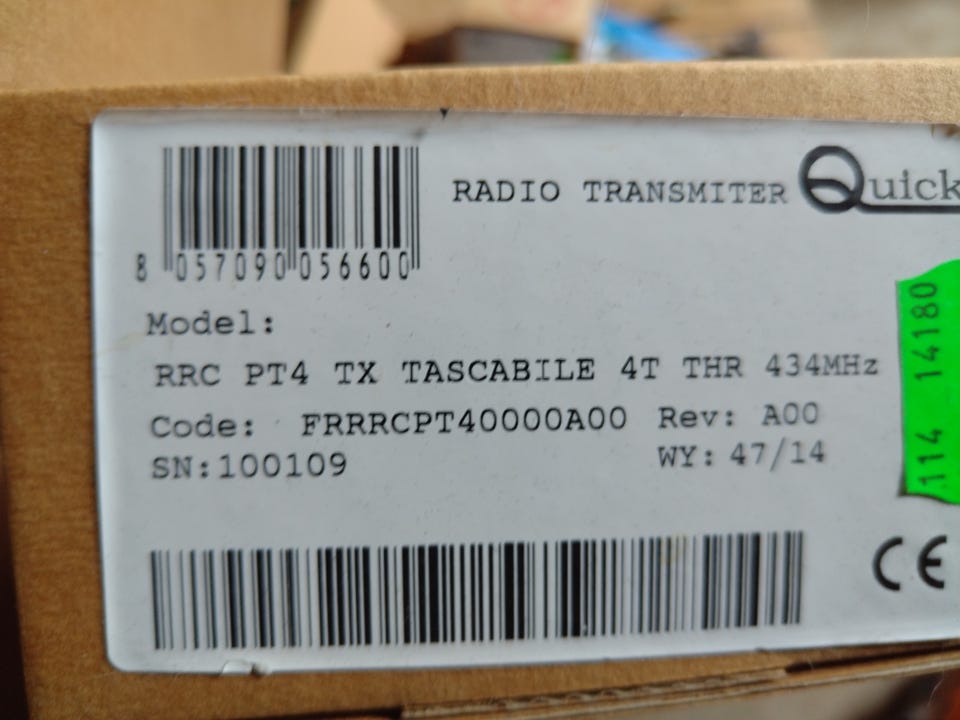 RADIO TRANSMITER Quick
8 057090 056600
Model:
RRC PT4 TX TASCABILE 4T THR 434MHz
Code: FRRRCPT40000A00 Rev: A00
SN:100109 WY: 47/14
114 14180
CE